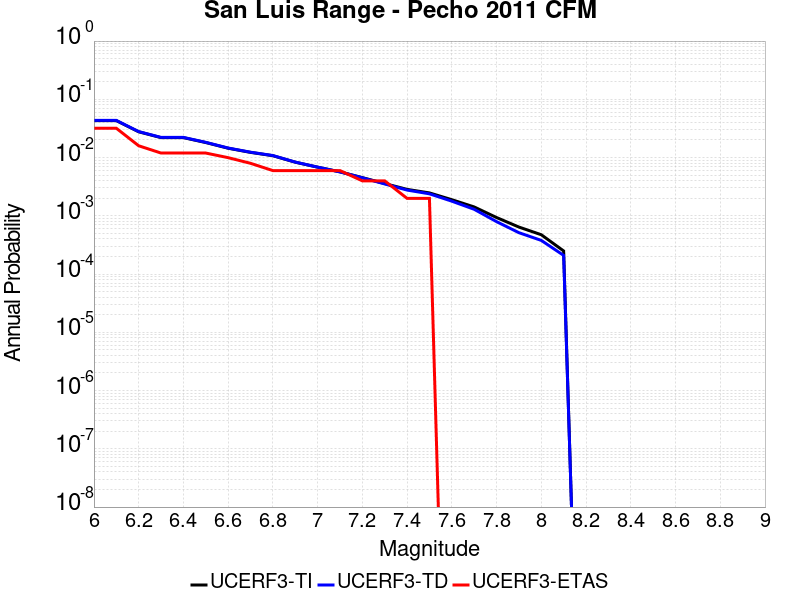 San Luis Range - Pecho 2011 CFM
10^0
10^-1
10^-2
10^-3
10^-4
10^-5
10^-6
10^-7
10^-8
Annual Probability
6 6.2 6.4 6.6 6.8 7 7.2 7.4 7.6 7.8 8 8.2 8.4 8.6 8.8 9
Magnitude
UCERF3-TI UCERF3-TD UCERF3-ETAS